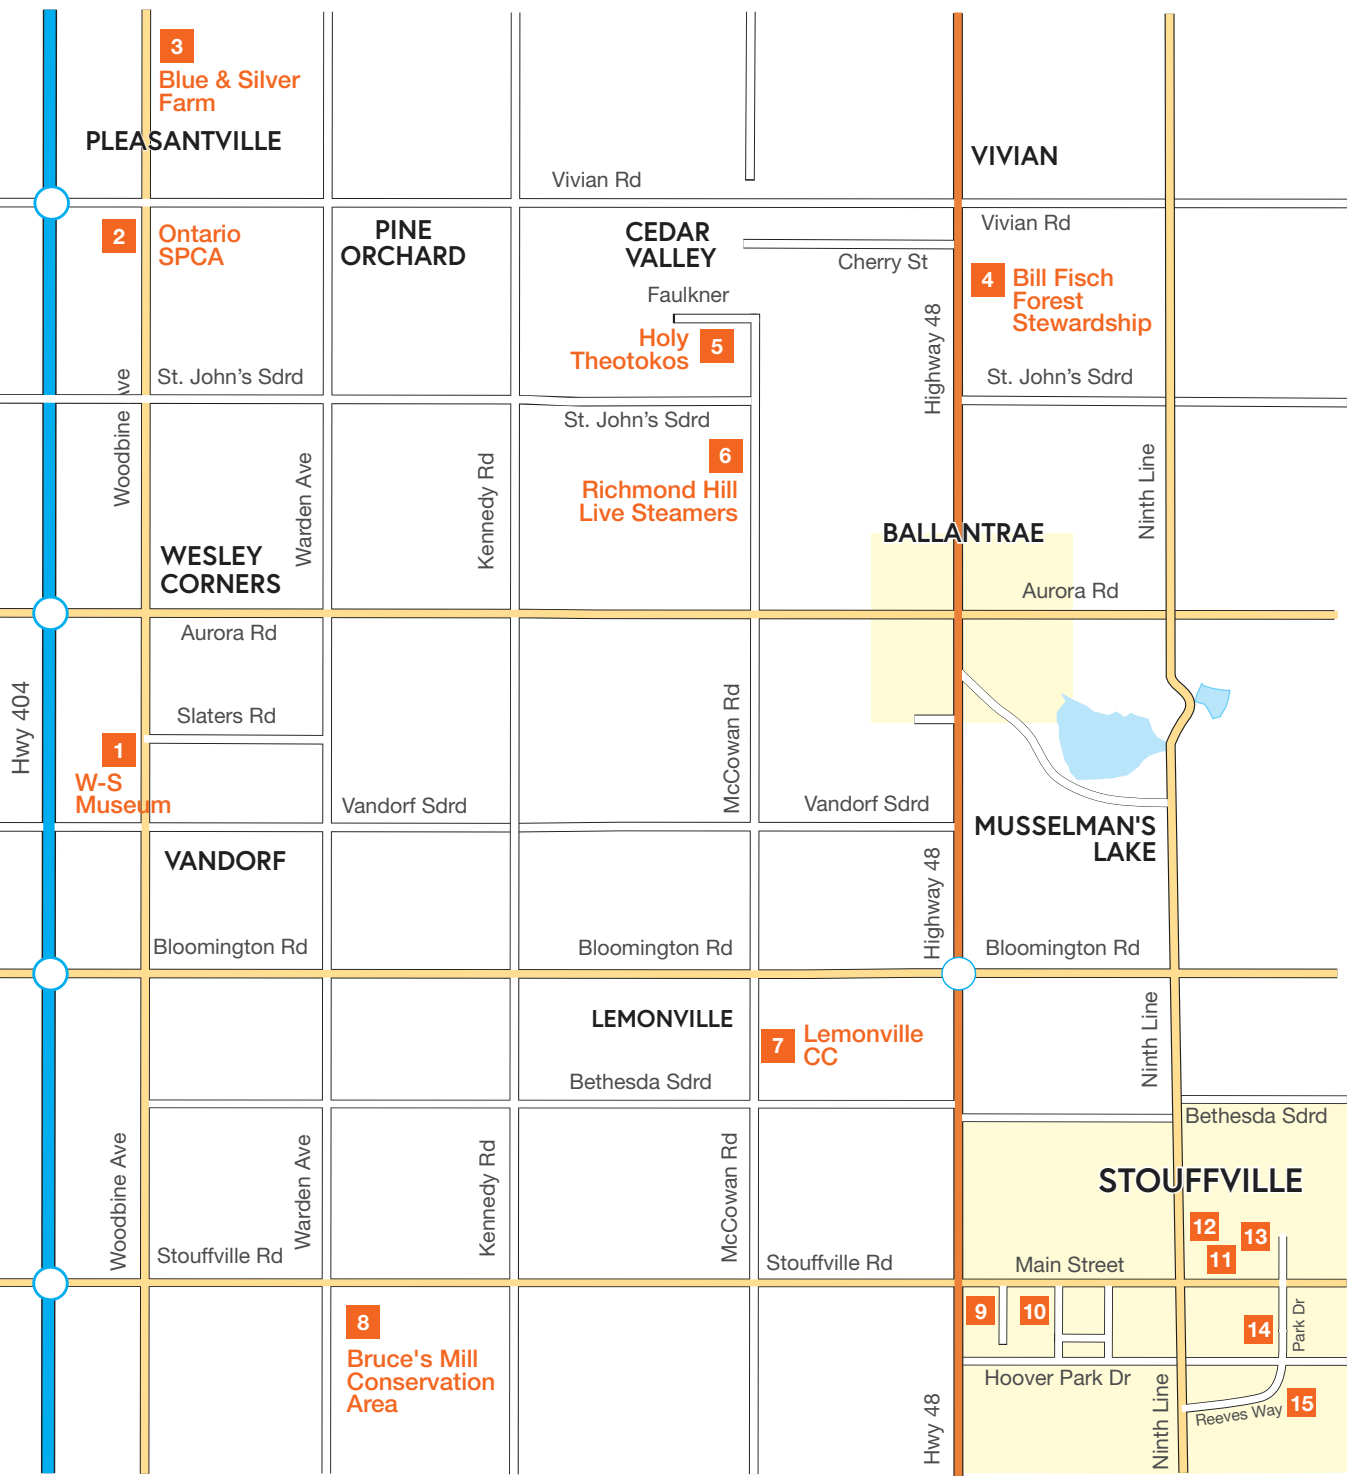 3
Blue & Silver
Farm
PLEASANTVILLE
VIVIAN
Vivian Rd
2
Ontario
SPCA
PINE
ORCHARD
CEDAR
VALLEY
Vivian Rd
Cherry St
4
Bill Fisch
Forest
Stewardship
Faulkner
Holy
Theotokos
5
Highway 48
Woodbine Ave
St. John's Sdrd
St. John's Sdrd
St. John's Sdrd
6
Richmond Hill
Live Steamers
Warden Ave
Kennedy Rd
Ninth Line
BALLANTRAE
WESLEY
CORNERS
Aurora Rd
Aurora Rd
Hwy 404
Slaters Rd
1
W-S
Museum
McCowan Rd
Vandorf Sdrd
Vandorf Sdrd
MUSSELMAN'S
LAKE
VANDORF
Highway 48
Bloomington Rd
Bloomington Rd
Bloomington Rd
LEMONVILLE
7
Lemonville
CC
Ninth Line
Bethesda Sdrd
Bethesda Sdrd
Woodbine Ave
Warden Ave
Kennedy Rd
McCowan Rd
STOUFFVILLE
12
13
11
Stouffville Rd
Stouffville Rd
Main Street
8
Bruce's Mill
Conservation
Area
9
10
14
Park Dr
Hoover Park Dr
Hwy 48
Ninth Line
Reeves Way
15